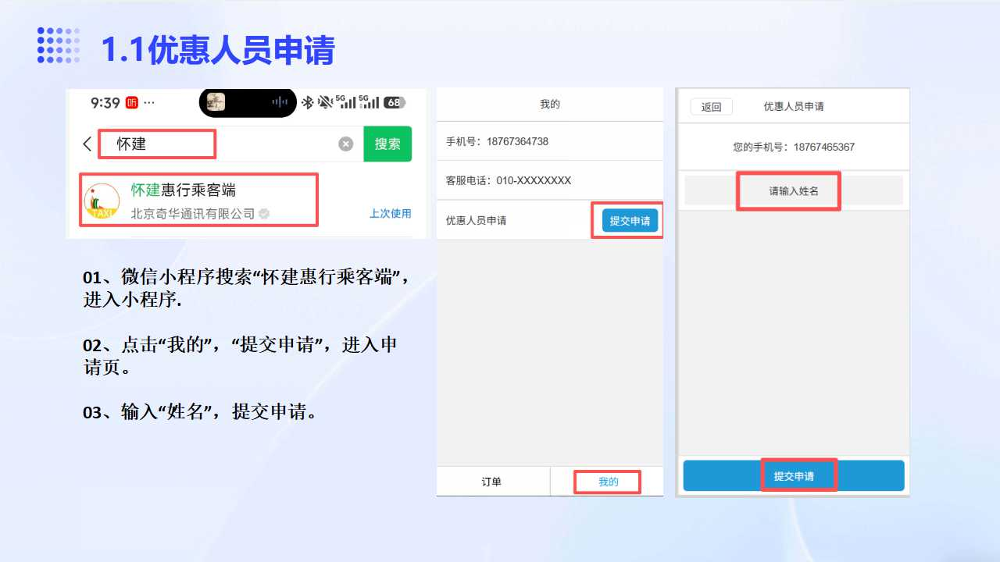 1.1优惠人员申请
9:39 听 ··· 5G 5G 68
怀建 搜索
怀建惠行乘客端
TAXI
北京奇华通讯有限公司 上次使用
01、微信小程序搜索“怀建惠行乘客端”，
进入小程序.
02、点击“我的”，“提交申请”，进入申
请页。
03、输入“姓名”，提交申请。
我的
手机号：18767364738
客服电话：010-XXXXXXXX
优惠人员申请 提交申请
订单 我的
返回 优惠人员申请
您的手机号：18767465367
请输入姓名
提交申请